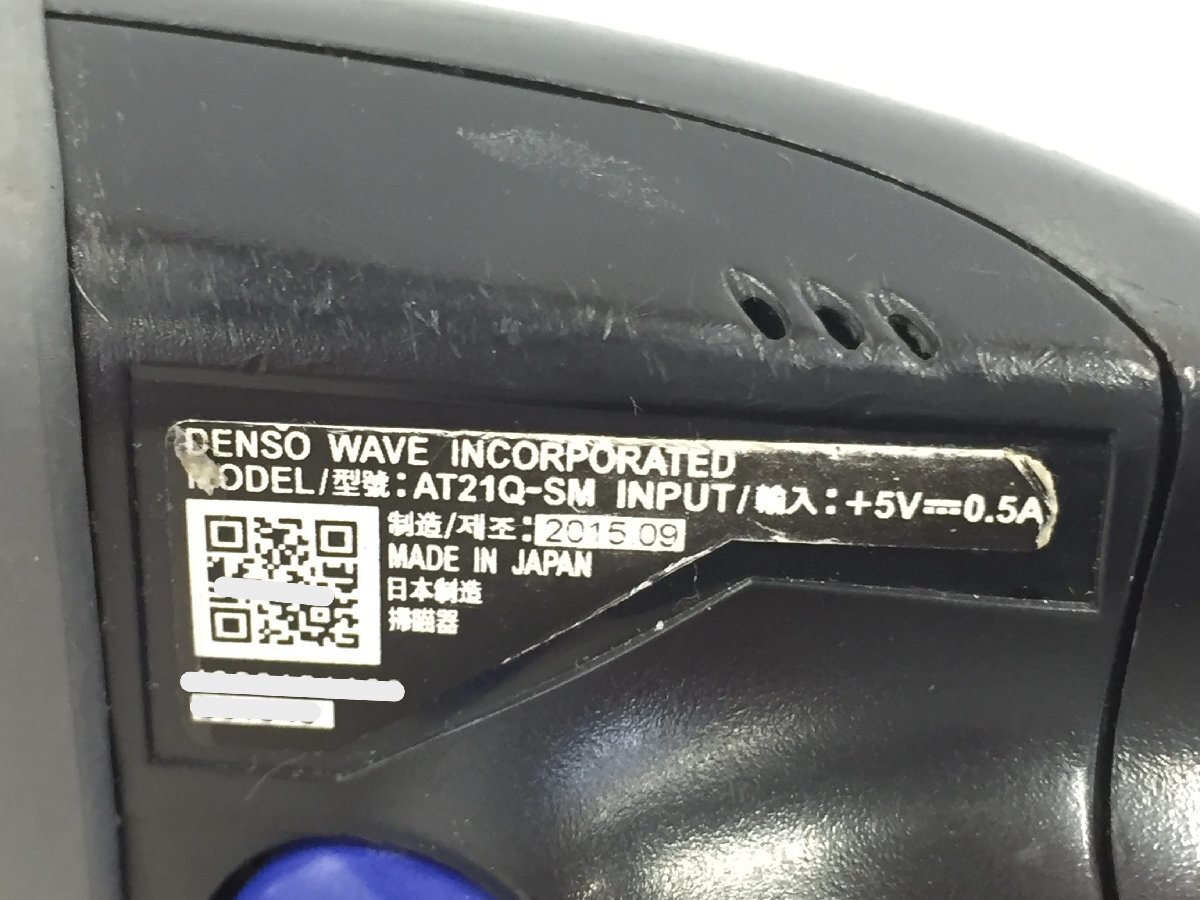 DENSO WAVE INCORPORATED
MODEL/型號:AT21Q-SM INPUT/輸入:+5V⎓0.5A
制造/제조:2015.09
MADE IN JAPAN
日本制造
掃瞄器